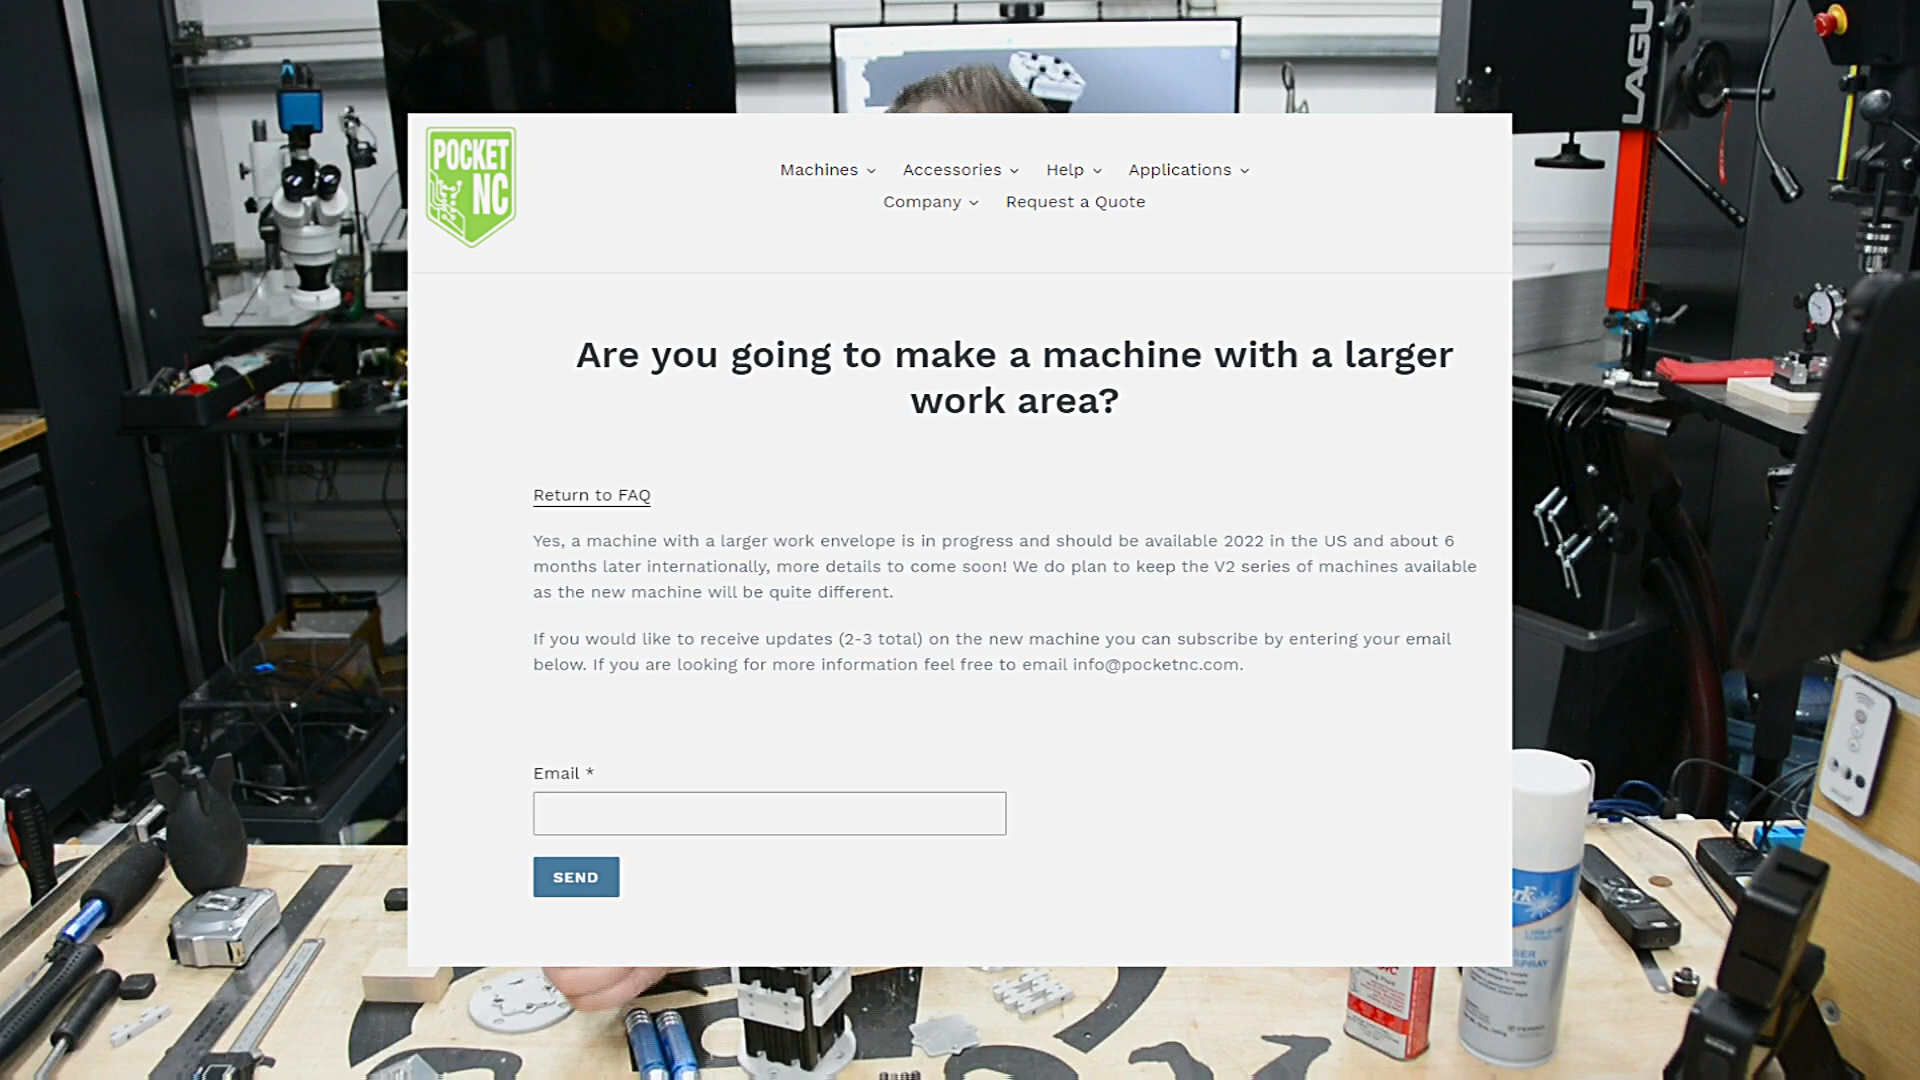 LAGU
POCKET
NC
Machines
Accessories
Help
Applications
Company
Request a Quote
Are you going to make a machine with a larger
work area?
Return to FAQ
Yes, a machine with a larger work envelope is in progress and should be available 2022 in the US and about 6
months later internationally, more details to come soon! We do plan to keep the V2 series of machines available
as the new machine will be quite different.
If you would like to receive updates (2-3 total) on the new machine you can subscribe by entering your email
below. If you are looking for more information feel free to email info@pocketnc.com.
Email *
SEND
SPRAY